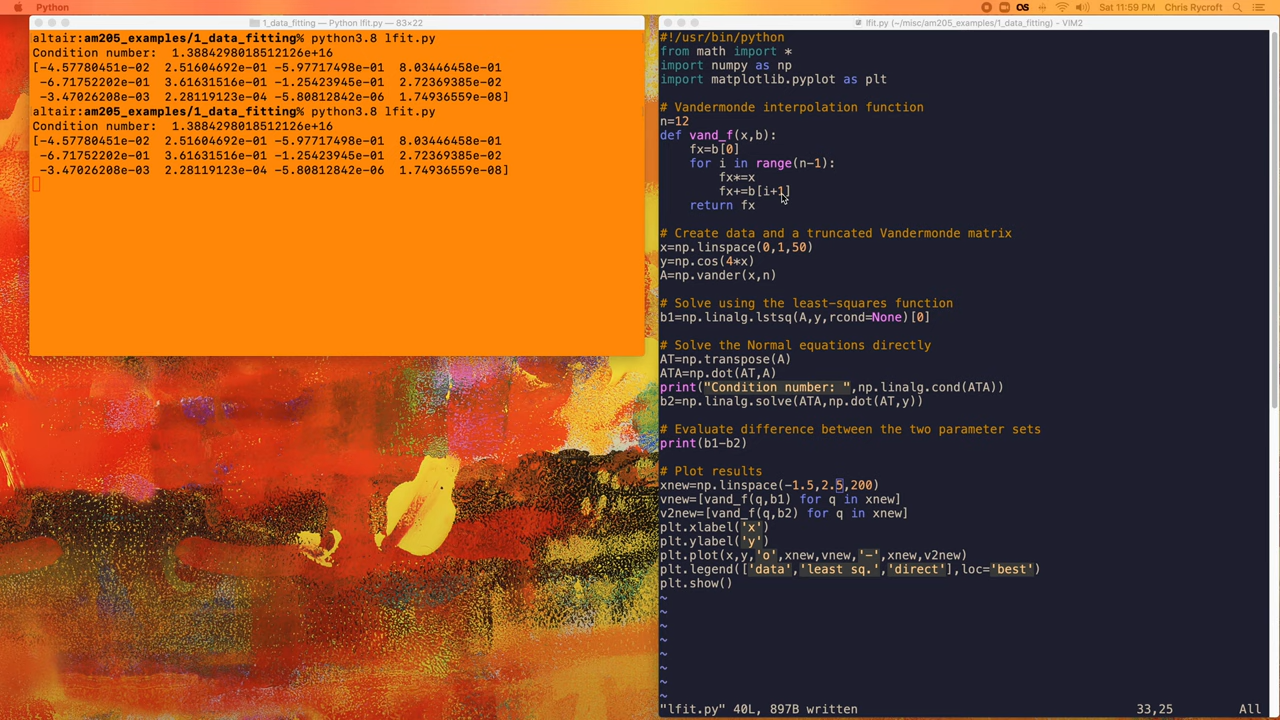 Python
Sat 11:59 PM Chris Rycroft
1_data_fitting — Python lfit.py — 83×22
altair:am205_examples/1_data_fitting% python3.8 lfit.py
Condition number:  1.3884298018512126e+16
[-4.57780451e-02  2.51604692e-01 -5.97717498e-01  8.03446458e-01
 -6.71752202e-01  3.61631516e-01 -1.25423945e-01  2.72369385e-02
 -3.47026208e-03  2.28119123e-04 -5.80812842e-06  1.74936559e-08]
altair:am205_examples/1_data_fitting% python3.8 lfit.py
Condition number:  1.3884298018512126e+16
[-4.57780451e-02  2.51604692e-01 -5.97717498e-01  8.03446458e-01
 -6.71752202e-01  3.61631516e-01 -1.25423945e-01  2.72369385e-02
 -3.47026208e-03  2.28119123e-04 -5.80812842e-06  1.74936559e-08]
lfit.py (~/misc/am205_examples/1_data_fitting) - VIM2
#!/usr/bin/python
from math import *
import numpy as np
import matplotlib.pyplot as plt
# Vandermonde interpolation function
n=12
def vand_f(x,b):
    fx=b[0]
    for i in range(n-1):
        fx*=x
        fx+=b[i+1]
    return fx
# Create data and a truncated Vandermonde matrix
x=np.linspace(0,1,50)
y=np.cos(4*x)
A=np.vander(x,n)
# Solve using the least-squares function
b1=np.linalg.lstsq(A,y,rcond=None)[0]
# Solve the Normal equations directly
AT=np.transpose(A)
ATA=np.dot(AT,A)
print("Condition number: ",np.linalg.cond(ATA))
b2=np.linalg.solve(ATA,np.dot(AT,y))
# Evaluate difference between the two parameter sets
print(b1-b2)
# Plot results
xnew=np.linspace(-1.5,2.5,200)
vnew=[vand_f(q,b1) for q in xnew]
v2new=[vand_f(q,b2) for q in xnew]
plt.xlabel('x')
plt.ylabel('y')
plt.plot(x,y,'o',xnew,vnew,'-',xnew,v2new)
plt.legend(['data','least sq.','direct'],loc='best')
plt.show()
~
~
~
~
~
~
~
~
"lfit.py" 40L, 897B written 33,25 All